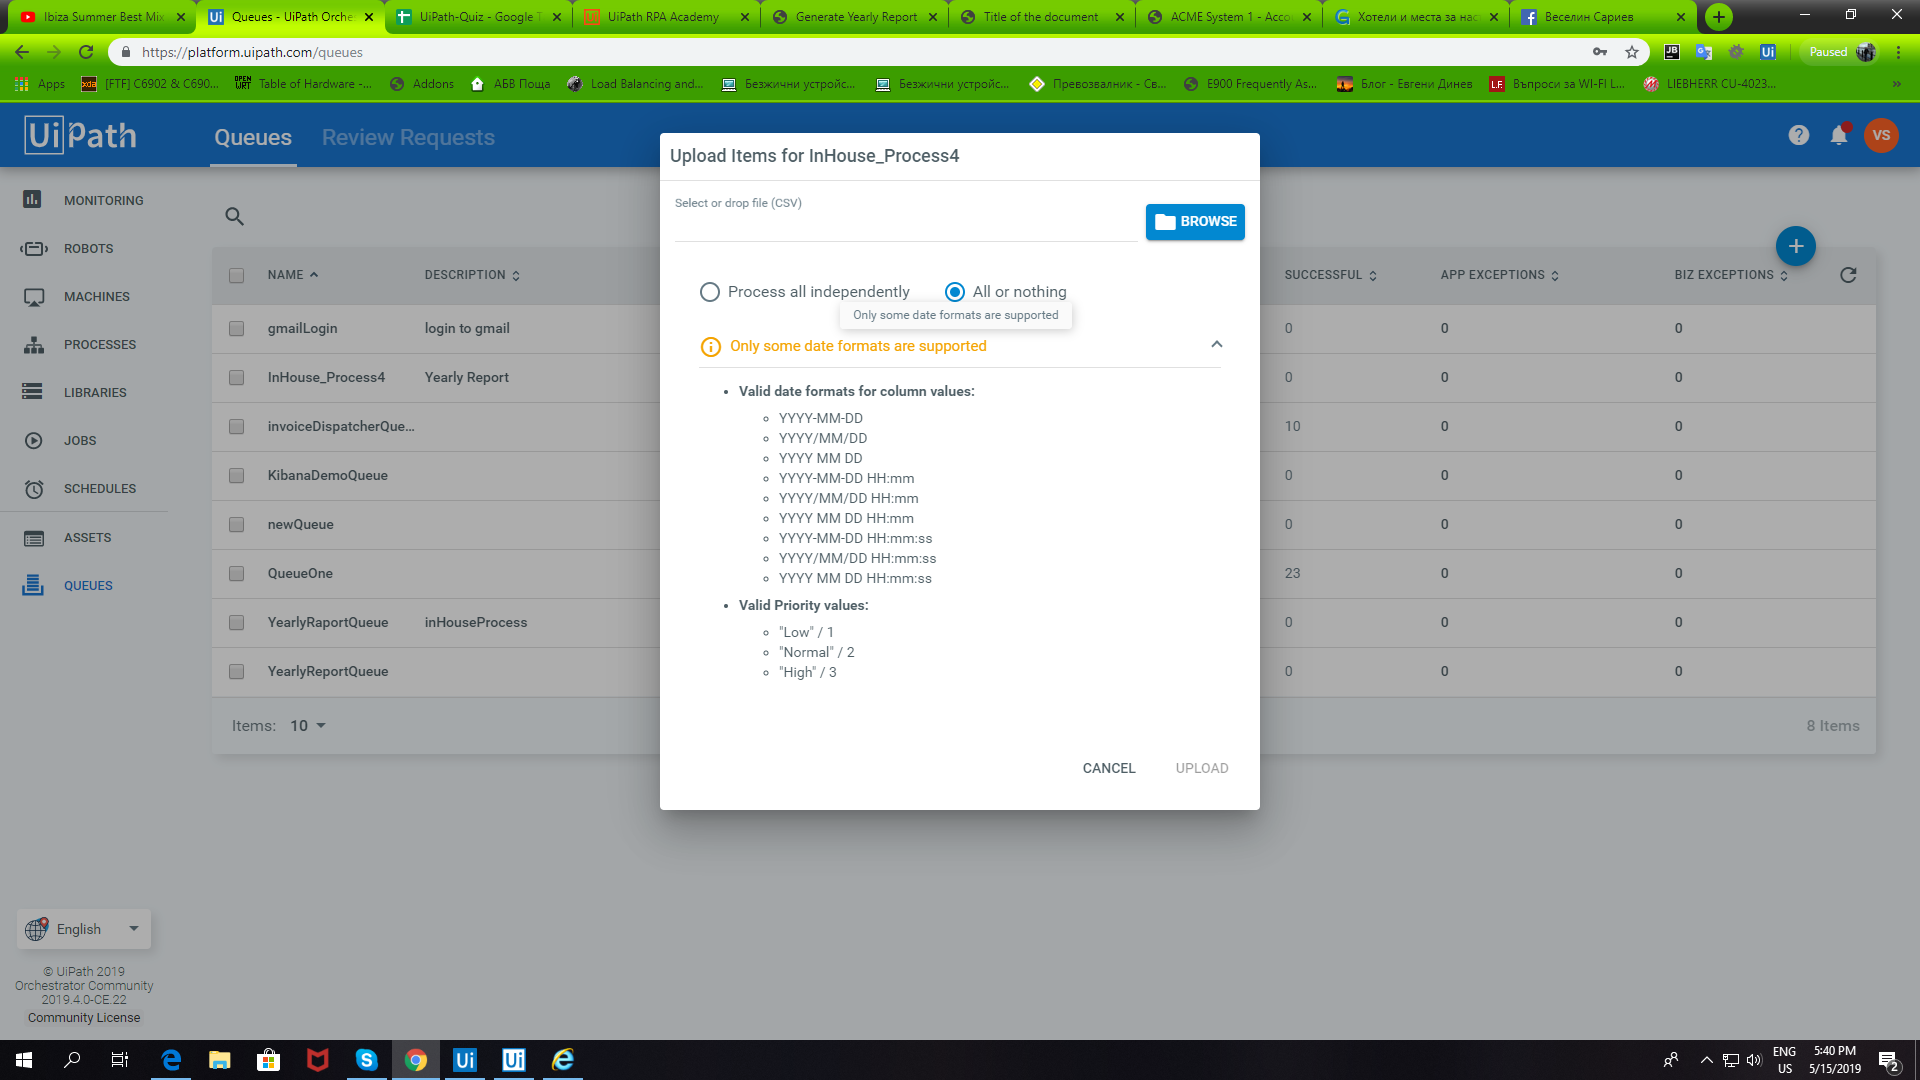 Ibiza Summer Best Mix
Queues - UiPath Orche
UiPath-Quiz - Google T
UiPath RPA Academy
Generate Yearly Report
Title of the document
ACME System 1 - Acco
Хотели и места за нас
Веселин Сариев
https://platform.uipath.com/queues
Paused
Apps
[FTF] C6902 & C690...
Table of Hardware -...
Addons
АБВ Поща
Load Balancing and...
Безжични устройс...
Безжични устройс...
Превозвалник - Св...
E900 Frequently As...
Блог - Евгени Динев
Въпроси за WI-FI L...
LIEBHERR CU-4023...
UiPath
Queues
Review Requests
VS
MONITORING
ROBOTS
MACHINES
PROCESSES
LIBRARIES
JOBS
SCHEDULES
ASSETS
QUEUES
NAME DESCRIPTION SUCCESSFUL APP EXCEPTIONS BIZ EXCEPTIONS
gmailLogin login to gmail 0 0 0
InHouse_Process4 Yearly Report 0 0 0
invoiceDispatcherQue... 10 0 0
KibanaDemoQueue 0 0 0
newQueue 0 0 0
QueueOne 23 0 0
YearlyRaportQueue inHouseProcess 0 0 0
YearlyReportQueue 0 0 0
Items: 10
8 Items
Upload Items for InHouse_Process4
Select or drop file (CSV)
BROWSE
Process all independently
All or nothing
Only some date formats are supported
Only some date formats are supported
Valid date formats for column values:
YYYY-MM-DD
YYYY/MM/DD
YYYY MM DD
YYYY-MM-DD HH:mm
YYYY/MM/DD HH:mm
YYYY MM DD HH:mm
YYYY-MM-DD HH:mm:ss
YYYY/MM/DD HH:mm:ss
YYYY MM DD HH:mm:ss
Valid Priority values:
"Low" / 1
"Normal" / 2
"High" / 3
CANCEL
UPLOAD
English
© UiPath 2019
Orchestrator Community
2019.4.0-CE.22
Community License
ENG
US
5:40 PM
5/15/2019
2